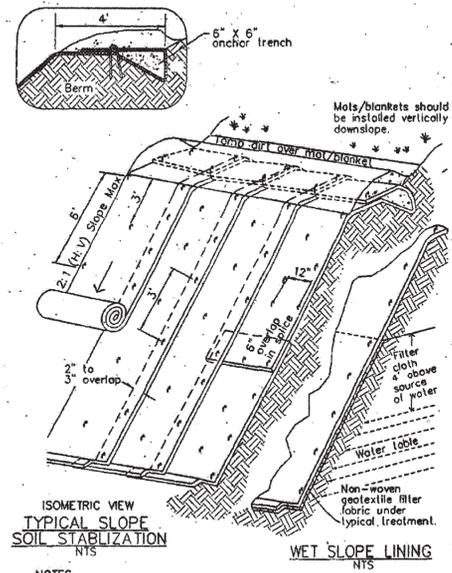 4'
6" X 6"
anchor trench
Berm
Mats/blankets should
be installed vertically
downslope.
Tamp dirt over mat/blanket
6'
2:1 (H:V) Slope Max
3'
3'
12"
6" overlap
in splice
2" to
3" overlap
Filter
cloth
4' above
source
of water
Water table
Non-woven
geotextile filter
fabric under
typical treatment.
ISOMETRIC VIEW
TYPICAL SLOPE
SOIL STABLIZATION
NTS
WET SLOPE LINING
NTS
NOTES